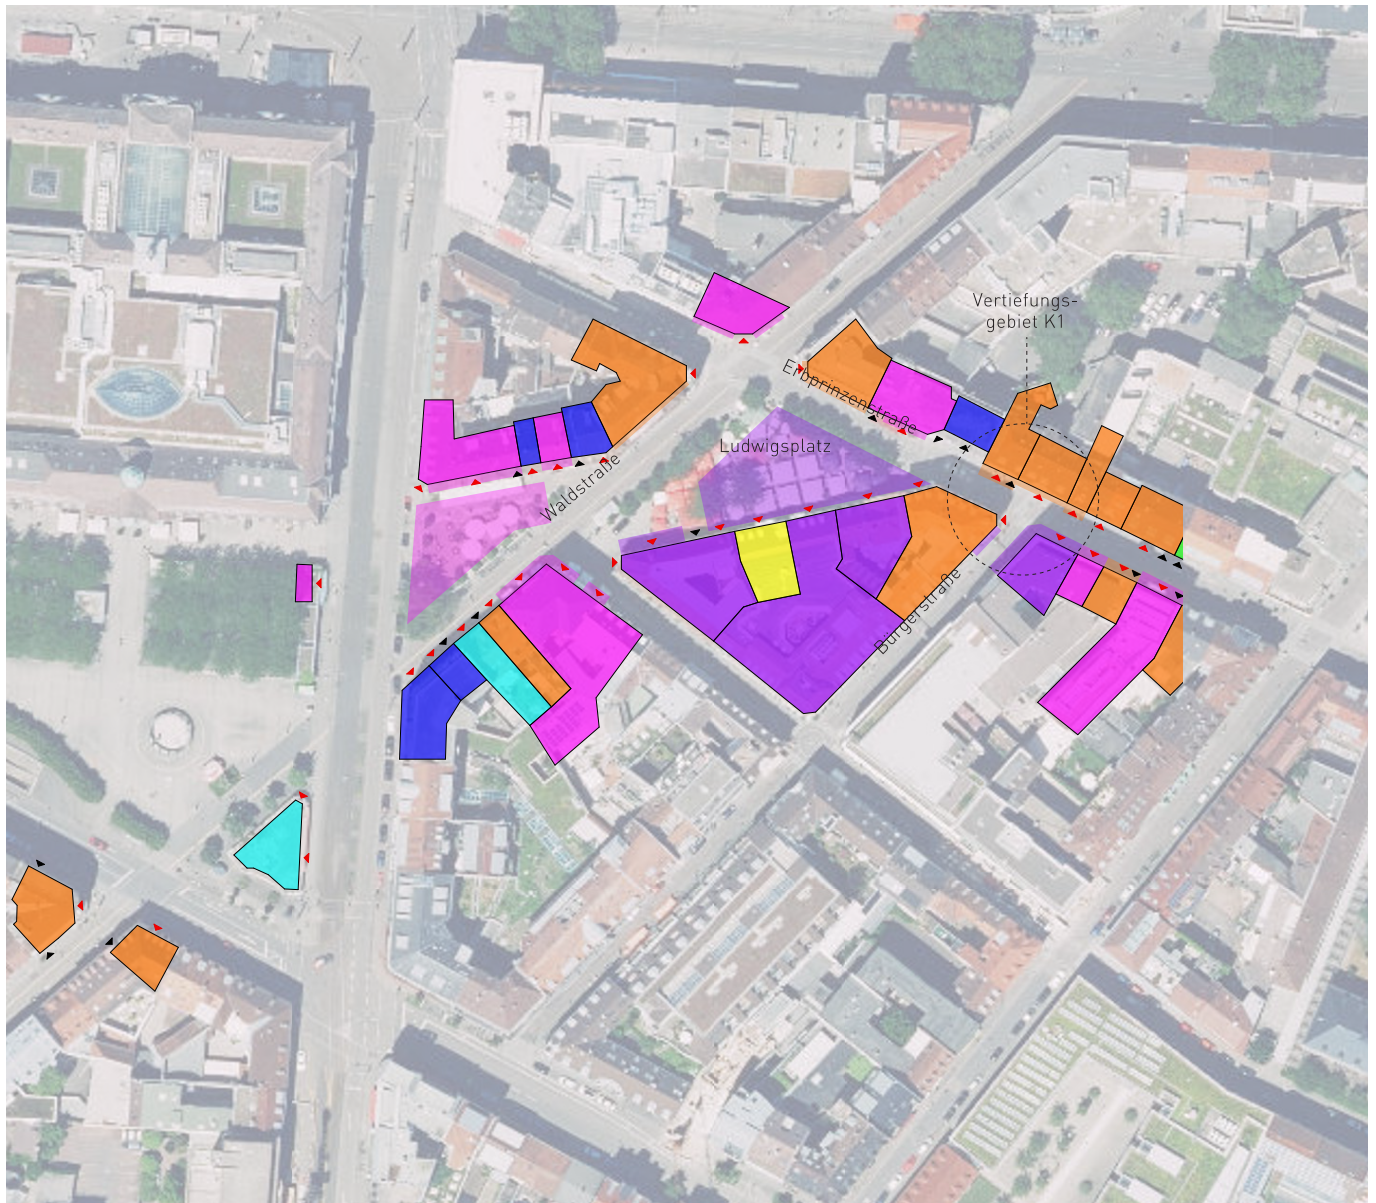 Vertiefungs-
gebiet K1
Erbprinzenstraße
Ludwigsplatz
Waldstraße
Bürgerstraße